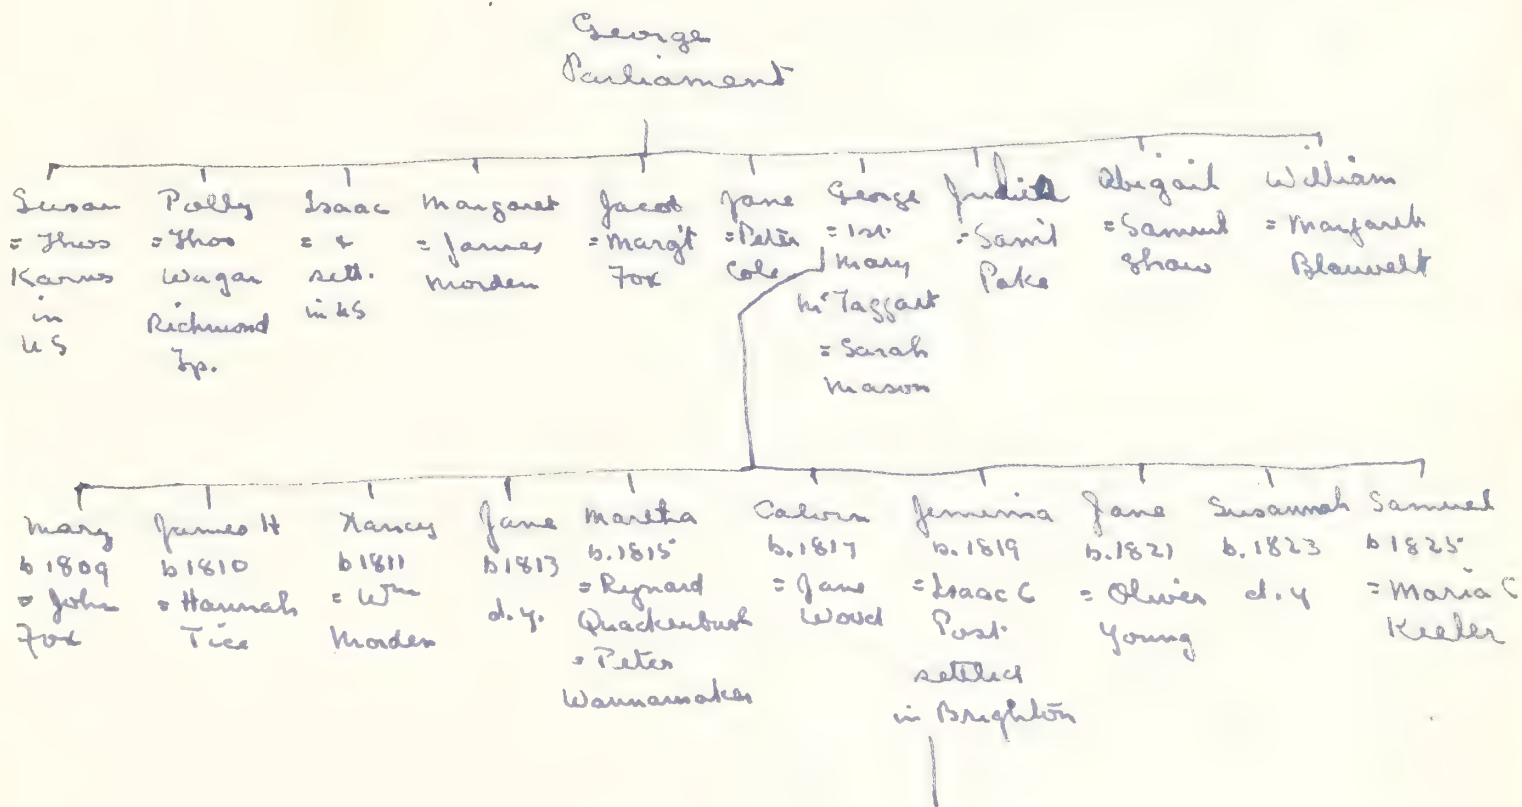 George
Parliament
Susan
= Thos
Karns
in
US
Polly
= Thos
Wagar
Richmond
Tp.
Isaac
= &
sett.
in US
Margaret
= James
Morden
Jacob
= Marg't
Fox
Jane
= Peter
Cole
George
= 1st.
Mary
McTaggart
= Sarah
Mason
Judith
= Saml
Pake
Abigail
= Samuel
Shaw
William
= Margaret
Blauvelt
Mary
b 1809
= John
Fox
James H
b 1810
= Hannah
Tice
Nancy
b 1811
= Wm
Morden
Jane
b 1813
d.y.
Martha
b. 1815
= Rynard
Quackenbush
= Peter
Wannamaker
Calvin
b. 1817
= Jane
Wood
Jemima
b. 1819
= Isaac C
Post
settled
in Brighton
Jane
b. 1821
= Oliver
Young
Susannah
b. 1823
d.y
Samuel
b 1825
= Maria C
Keeler